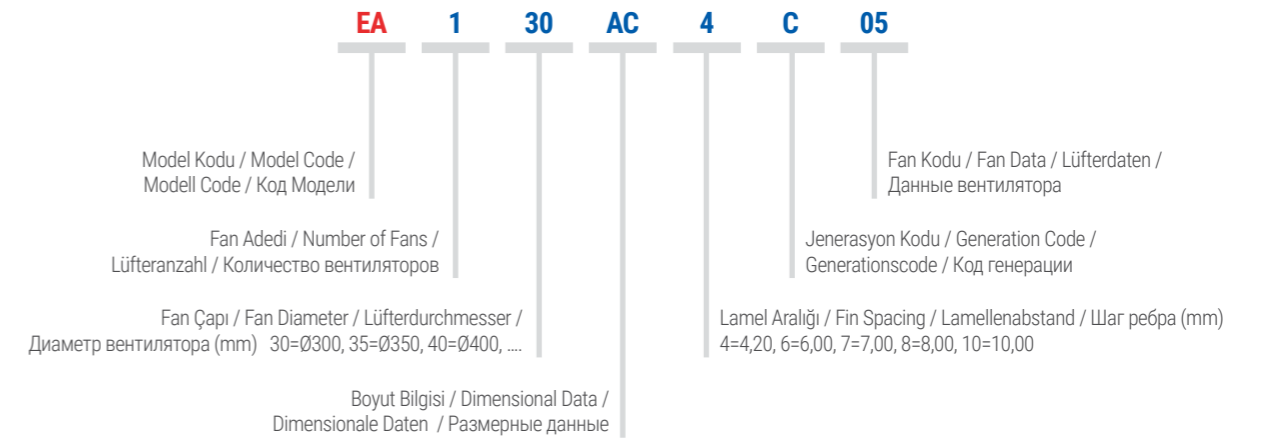 EA 1 30 AC 4 C 05
Model Kodu / Model Code /
Modell Code / Код Модели
Fan Kodu / Fan Data / Lüfterdaten /
Данные вентилятора
Fan Adedi / Number of Fans /
Lüfteranzahl / Количество вентиляторов
Jenerasyon Kodu / Generation Code /
Generationscode / Код генерации
Fan Çapı / Fan Diameter / Lüfterdurchmesser /
Диаметр вентилятора (mm) 30=Ø300, 35=Ø350, 40=Ø400, ....
Lamel Aralığı / Fin Spacing / Lamellenabstand / Шаг ребра (mm)
4=4,20, 6=6,00, 7=7,00, 8=8,00, 10=10,00
Boyut Bilgisi / Dimensional Data /
Dimensionale Daten / Размерные данные